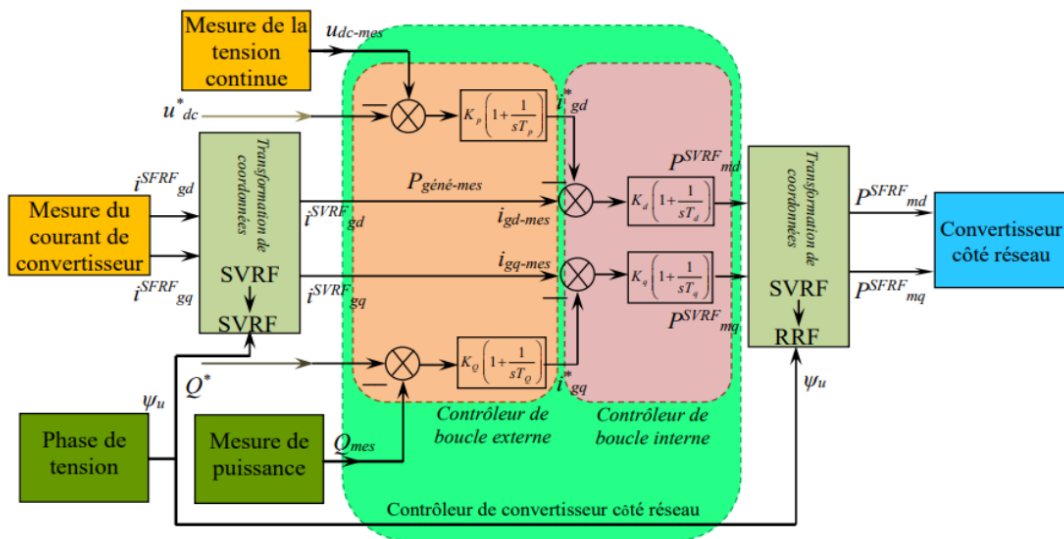 Mesure de la
tension
continue
u_dc-mes
u*_dc
K_p(1+1/sT_p)
i*_gd
Transformation de
coordonnées
SVRF
SVRF
i^SFRF_gd
Mesure du
courant de
convertisseur
i^SFRF_gq
P_géné-mes
i^SVRF_gd
i_gd-mes
i_gq-mes
i^SVRF_gq
K_d(1+1/sT_d)
P^SVRF_md
K_q(1+1/sT_q)
P^SVRF_mq
Transformation de
coordonnées
SVRF
RRF
P^SFRF_md
P^SFRF_mq
Convertisseur
côté réseau
Q*
K_Q(1+1/sT_Q)
i*_gq
ψ_u
ψ_u
Contrôleur de
boucle externe
Contrôleur de
boucle interne
Phase de
tension
Mesure de
puissance
Q_mes
Contrôleur de convertisseur côté réseau